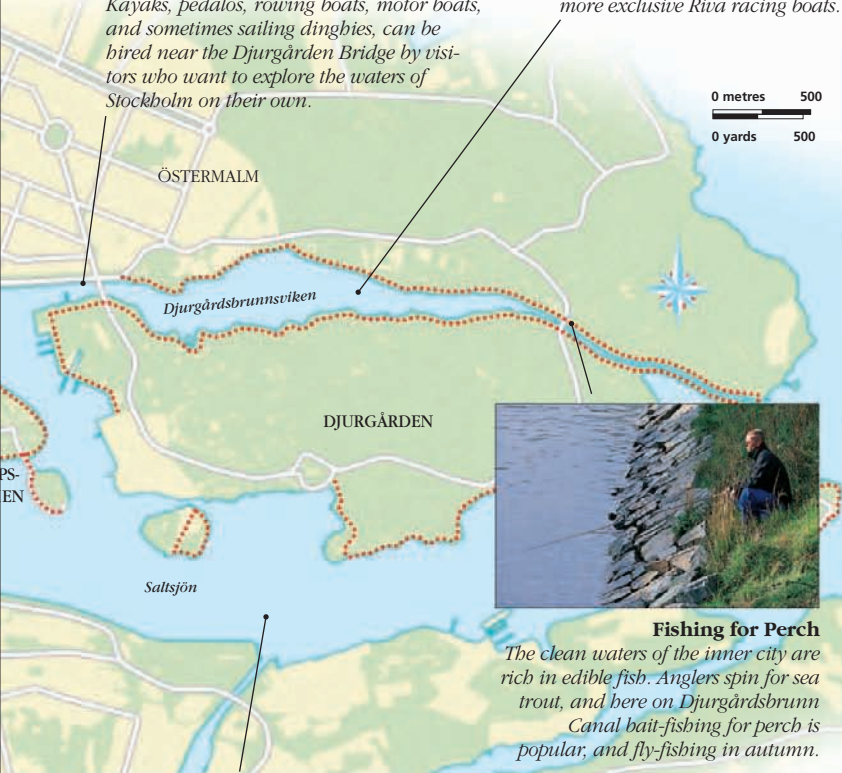 Kayaks, pedalos, rowing boats, motor boats,
and sometimes sailing dinghies, can be
hired near the Djurgården Bridge by visi-
tors who want to explore the waters of
Stockholm on their own.
more exclusive Riva racing boats.
0 metres 500
0 yards 500
ÖSTERMALM
Djurgårdsbrunnsviken
DJURGÅRDEN
PS-
EN
Saltsjön
Fishing for Perch
The clean waters of the inner city are
rich in edible fish. Anglers spin for sea
trout, and here on Djurgårdsbrunn
Canal bait-fishing for perch is
popular, and fly-fishing in autumn.